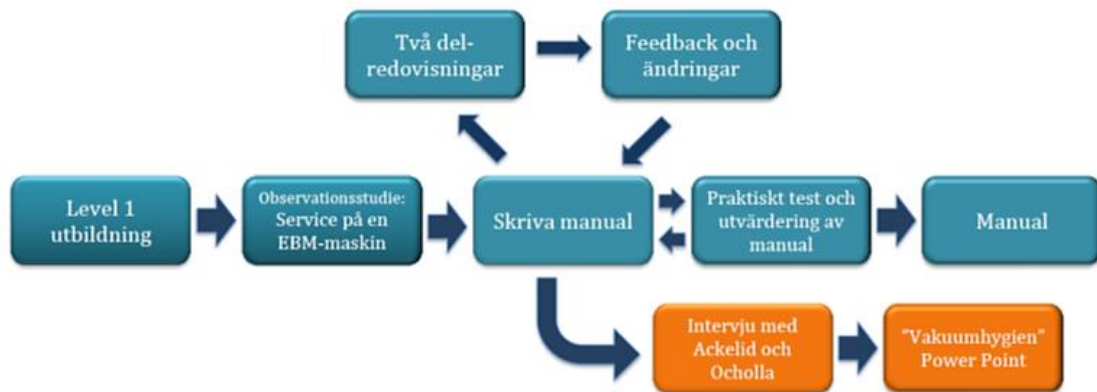 Två del-
redovisningar
Feedback och
ändringar
Level 1
utbildning
Observationsstudie:
Service på en
EBM-maskin
Skriva manual
Praktiskt test och
utvärdering av
manual
Manual
Intervju med
Ackelid och
Ocholla
"Vakuumhygien"
Power Point